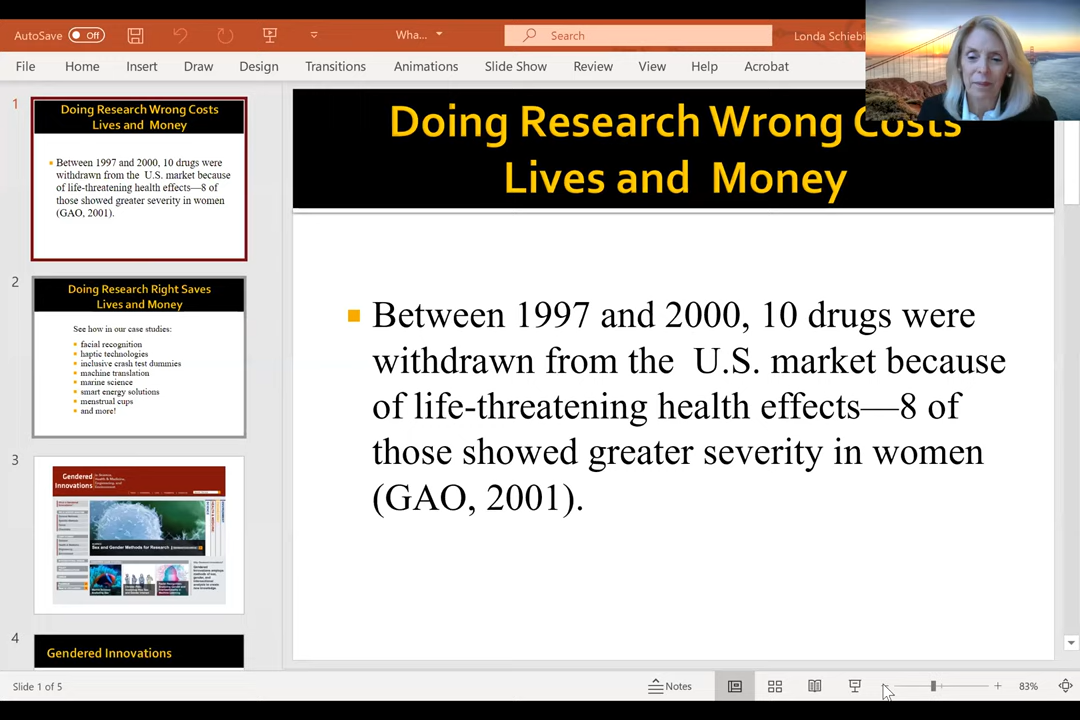 AutoSave Off Wha... Search Londa Schiebi
File Home Insert Draw Design Transitions Animations Slide Show Review View Help Acrobat
1
Doing Research Wrong Costs
Lives and Money
Between 1997 and 2000, 10 drugs were
withdrawn from the U.S. market because
of life-threatening health effects—8 of
those showed greater severity in women
(GAO, 2001).
2
Doing Research Right Saves
Lives and Money
See how in our case studies:
facial recognition
haptic technologies
inclusive crash test dummies
machine translation
marine science
smart energy solutions
menstrual cups
and more!
3
Gendered
Innovations
Sex and Gender Methods for Research
4
Gendered Innovations
Doing Research Wrong Costs
Lives and Money
Between 1997 and 2000, 10 drugs were
withdrawn from the U.S. market because
of life-threatening health effects—8 of
those showed greater severity in women
(GAO, 2001).
Slide 1 of 5 Notes 83%